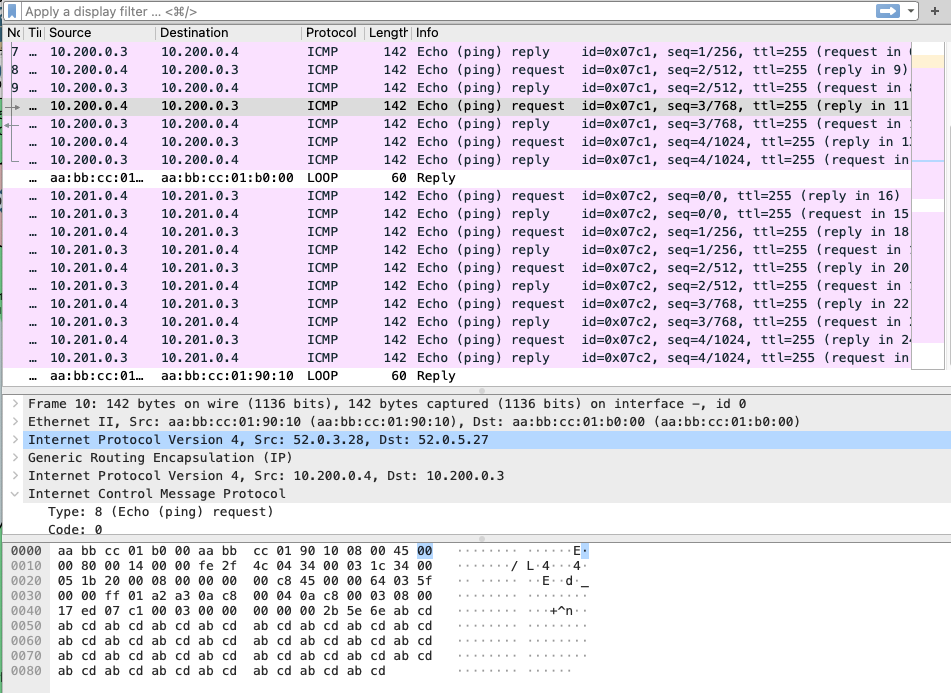 Apply a display filter ... <⌘/>
No Ti Source Destination Protocol Length Info
7 … 10.200.0.3 10.200.0.4 ICMP 142 Echo (ping) reply id=0x07c1, seq=1/256, ttl=255 (request in
8 … 10.200.0.4 10.200.0.3 ICMP 142 Echo (ping) request id=0x07c1, seq=2/512, ttl=255 (reply in 9)
9 … 10.200.0.3 10.200.0.4 ICMP 142 Echo (ping) reply id=0x07c1, seq=2/512, ttl=255 (request in
… 10.200.0.4 10.200.0.3 ICMP 142 Echo (ping) request id=0x07c1, seq=3/768, ttl=255 (reply in 11
… 10.200.0.3 10.200.0.4 ICMP 142 Echo (ping) reply id=0x07c1, seq=3/768, ttl=255 (request in
… 10.200.0.4 10.200.0.3 ICMP 142 Echo (ping) request id=0x07c1, seq=4/1024, ttl=255 (reply in
… 10.200.0.3 10.200.0.4 ICMP 142 Echo (ping) reply id=0x07c1, seq=4/1024, ttl=255 (request in
… aa:bb:cc:01… aa:bb:cc:01:b0:00 LOOP 60 Reply
… 10.201.0.4 10.201.0.3 ICMP 142 Echo (ping) request id=0x07c2, seq=0/0, ttl=255 (reply in 16)
… 10.201.0.3 10.201.0.4 ICMP 142 Echo (ping) reply id=0x07c2, seq=0/0, ttl=255 (request in 15
… 10.201.0.4 10.201.0.3 ICMP 142 Echo (ping) request id=0x07c2, seq=1/256, ttl=255 (reply in 18
… 10.201.0.3 10.201.0.4 ICMP 142 Echo (ping) reply id=0x07c2, seq=1/256, ttl=255 (request in
… 10.201.0.4 10.201.0.3 ICMP 142 Echo (ping) request id=0x07c2, seq=2/512, ttl=255 (reply in 20
… 10.201.0.3 10.201.0.4 ICMP 142 Echo (ping) reply id=0x07c2, seq=2/512, ttl=255 (request in
… 10.201.0.4 10.201.0.3 ICMP 142 Echo (ping) request id=0x07c2, seq=3/768, ttl=255 (reply in 22
… 10.201.0.3 10.201.0.4 ICMP 142 Echo (ping) reply id=0x07c2, seq=3/768, ttl=255 (request in
… 10.201.0.4 10.201.0.3 ICMP 142 Echo (ping) request id=0x07c2, seq=4/1024, ttl=255 (reply in
… 10.201.0.3 10.201.0.4 ICMP 142 Echo (ping) reply id=0x07c2, seq=4/1024, ttl=255 (request in
… aa:bb:cc:01… aa:bb:cc:01:90:10 LOOP 60 Reply
Frame 10: 142 bytes on wire (1136 bits), 142 bytes captured (1136 bits) on interface –, id 0
Ethernet II, Src: aa:bb:cc:01:90:10 (aa:bb:cc:01:90:10), Dst: aa:bb:cc:01:b0:00 (aa:bb:cc:01:b0:00)
Internet Protocol Version 4, Src: 52.0.3.28, Dst: 52.0.5.27
Generic Routing Encapsulation (IP)
Internet Protocol Version 4, Src: 10.200.0.4, Dst: 10.200.0.3
Internet Control Message Protocol
Type: 8 (Echo (ping) request)
Code: 0
0000 aa bb cc 01 b0 00 aa bb cc 01 90 10 08 00 45 00 ········ ······E·
0010 00 80 00 14 00 00 fe 2f 4c 04 34 00 03 1c 34 00 ·······/ L·4···4·
0020 05 1b 20 00 08 00 00 00 00 c8 45 00 00 64 03 5f ·· ····· ··E··d·_
0030 00 00 ff 01 a2 a3 0a c8 00 04 0a c8 00 03 08 00 ········ ········
0040 17 ed 07 c1 00 03 00 00 00 00 00 2b 5e 6e ab cd ········ ···+^n··
0050 ab cd ab cd ab cd ab cd ab cd ab cd ab cd ab cd ········ ········
0060 ab cd ab cd ab cd ab cd ab cd ab cd ab cd ab cd ········ ········
0070 ab cd ab cd ab cd ab cd ab cd ab cd ab cd ab cd ········ ········
0080 ab cd ab cd ab cd ab cd ab cd ab cd ab cd ········ ······